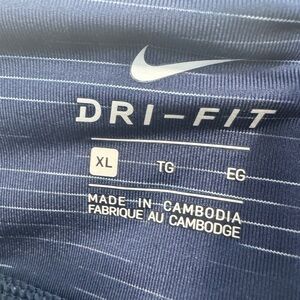 DRI-FIT
XL TG EG
MADE IN CAMBODIA
FABRIQUE AU CAMBODGE